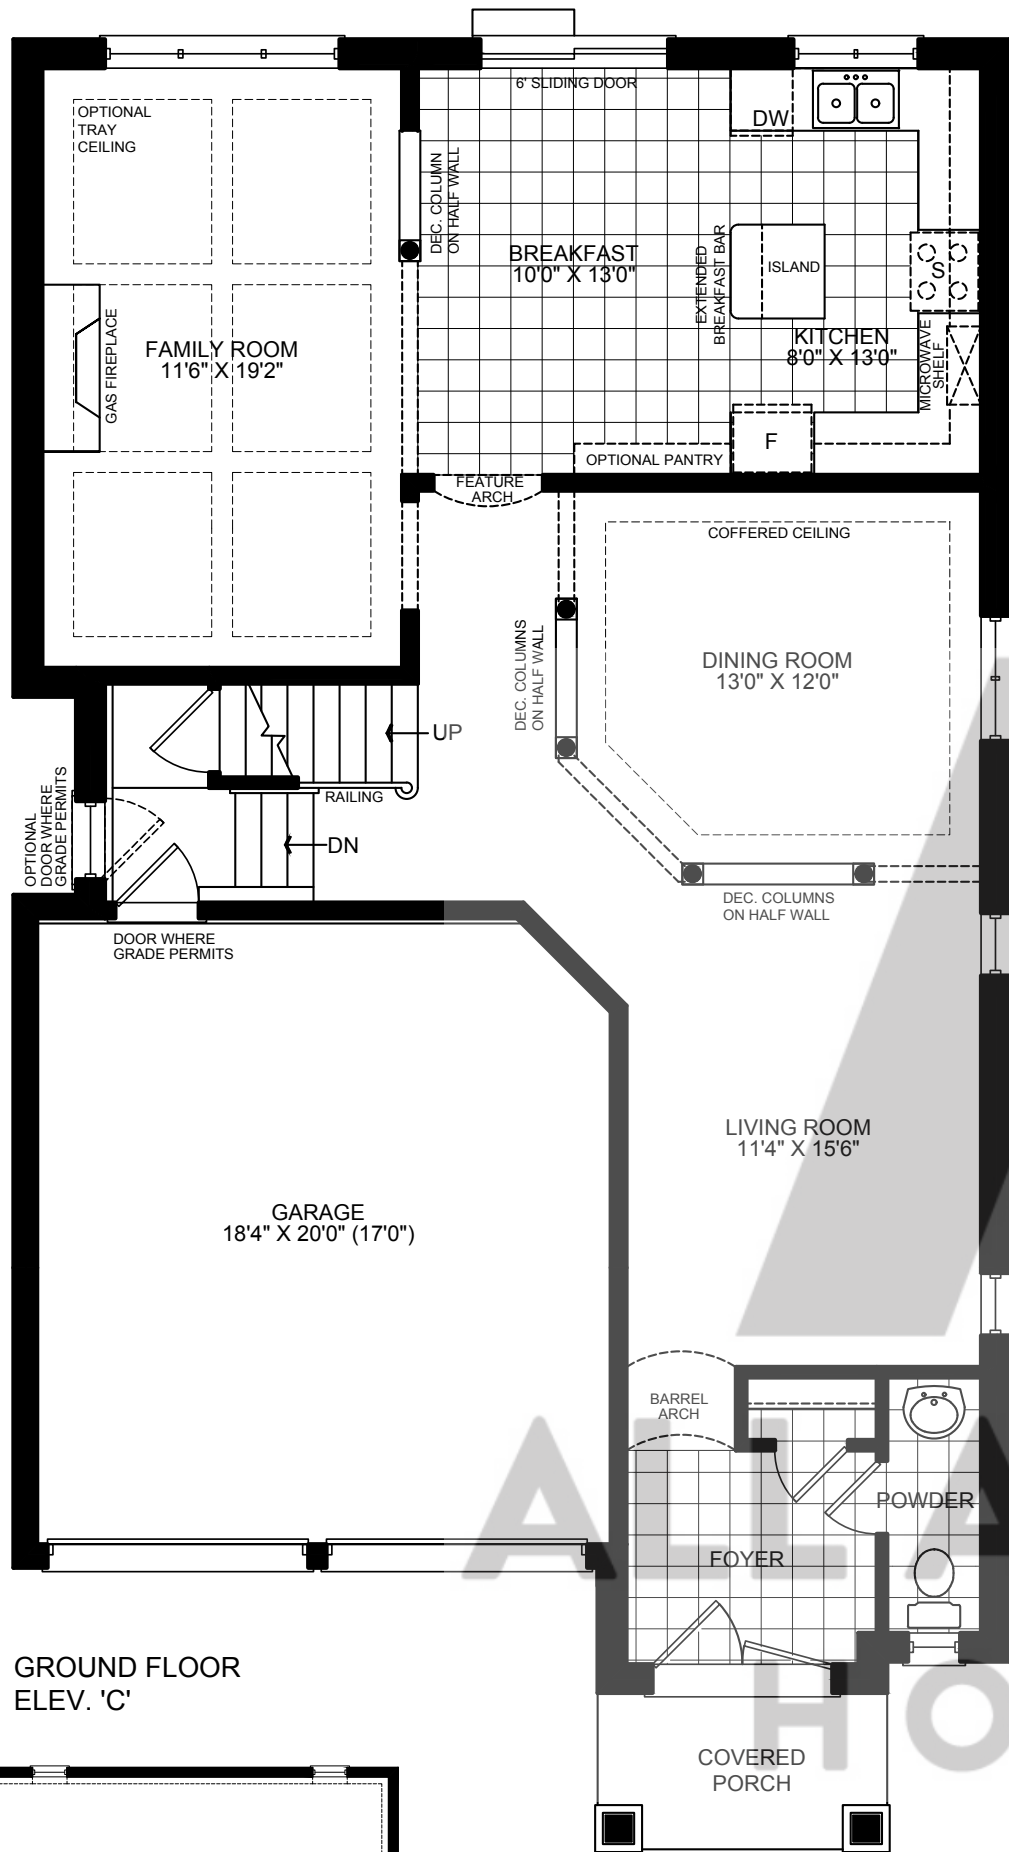 6' SLIDING DOOR
OPTIONAL
TRAY
CEILING
DW
DEC. COLUMN
ON HALF WALL
BREAKFAST
10'0" X 13'0"
EXTENDED
BREAKFAST BAR
ISLAND
S
KITCHEN
8'0" X 13'0"
MICROWAVE
SHELF
GAS FIREPLACE
FAMILY ROOM
11'6" X 19'2"
OPTIONAL PANTRY
F
FEATURE
ARCH
COFFERED CEILING
DEC. COLUMNS
ON HALF WALL
DINING ROOM
13'0" X 12'0"
UP
RAILING
DN
OPTIONAL
DOOR WHERE
GRADE PERMITS
DEC. COLUMNS
ON HALF WALL
DOOR WHERE
GRADE PERMITS
LIVING ROOM
11'4" X 15'6"
GARAGE
18'4" X 20'0" (17'0")
BARREL
ARCH
POWDER
FOYER
GROUND FLOOR
ELEV. 'C'
COVERED
PORCH
ALLA
HO